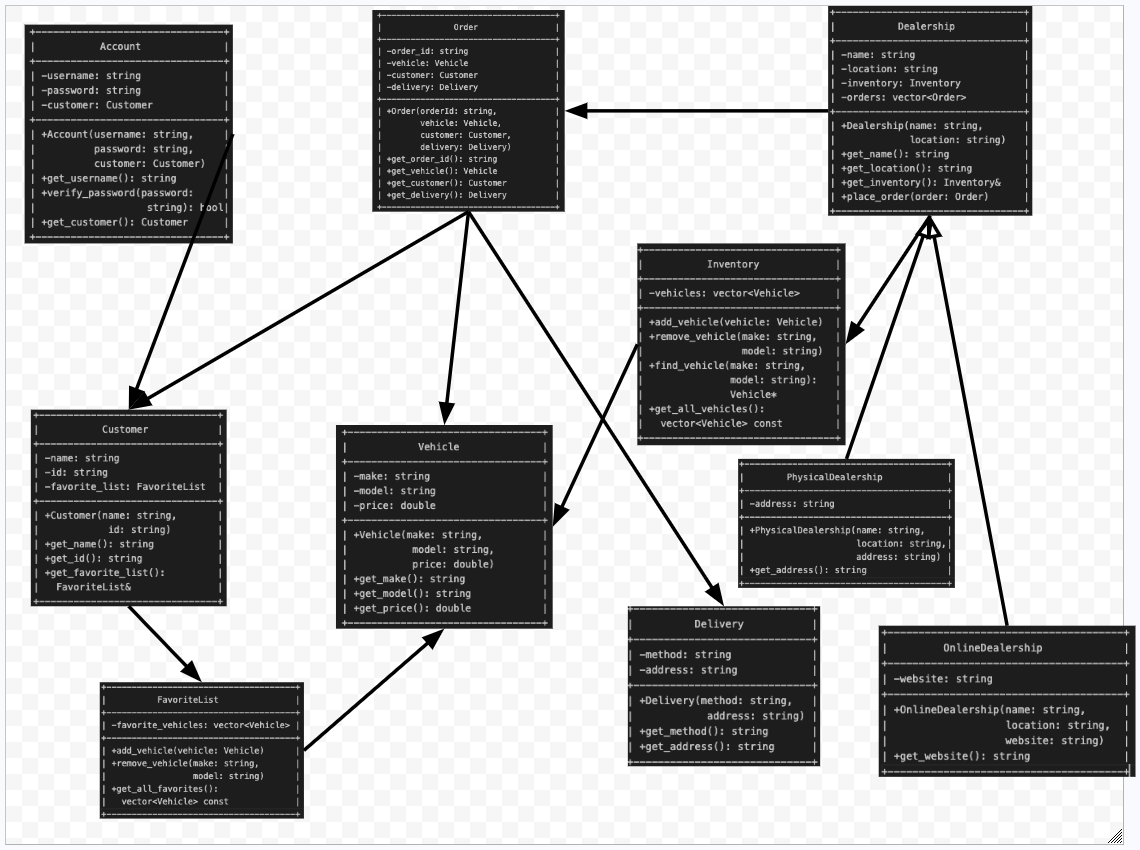 Account
-username: string
-password: string
-customer: Customer
+Account(username: string,
password: string,
customer: Customer)
+get_username(): string
+verify_password(password:
string): bool
+get_customer(): Customer
Order
-order_id: string
-vehicle: Vehicle
-customer: Customer
-delivery: Delivery
+Order(orderId: string,
vehicle: Vehicle,
customer: Customer,
delivery: Delivery)
+get_order_id(): string
+get_vehicle(): Vehicle
+get_customer(): Customer
+get_delivery(): Delivery
Dealership
-name: string
-location: string
-inventory: Inventory
-orders: vector<Order>
+Dealership(name: string,
location: string)
+get_name(): string
+get_location(): string
+get_inventory(): Inventory&
+place_order(order: Order)
Inventory
-vehicles: vector<Vehicle>
+add_vehicle(vehicle: Vehicle)
+remove_vehicle(make: string,
model: string)
+find_vehicle(make: string,
model: string):
Vehicle*
+get_all_vehicles():
vector<Vehicle> const
Customer
-name: string
-id: string
-favorite_list: FavoriteList
+Customer(name: string,
id: string)
+get_name(): string
+get_id(): string
+get_favorite_list():
FavoriteList&
Vehicle
-make: string
-model: string
-price: double
+Vehicle(make: string,
model: string,
price: double)
+get_make(): string
+get_model(): string
+get_price(): double
PhysicalDealership
-address: string
+PhysicalDealership(name: string,
location: string,
address: string)
+get_address(): string
Delivery
-method: string
-address: string
+Delivery(method: string,
address: string)
+get_method(): string
+get_address(): string
OnlineDealership
-website: string
+OnlineDealership(name: string,
location: string,
website: string)
+get_website(): string
FavoriteList
-favorite_vehicles: vector<Vehicle>
+add_vehicle(vehicle: Vehicle)
+remove_vehicle(make: string,
model: string)
+get_all_favorites():
vector<Vehicle> const